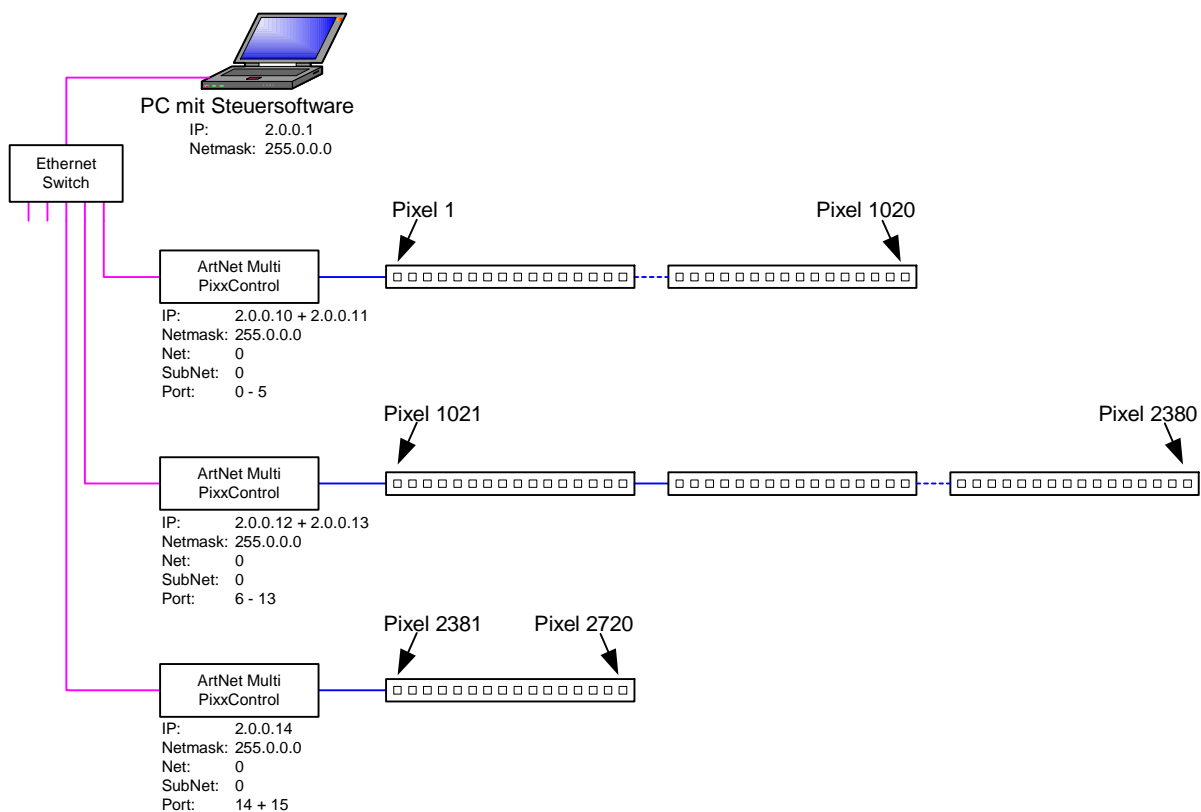 PC mit Steuersoftware
IP: 2.0.0.1
Netmask: 255.0.0.0
Ethernet
Switch
Pixel 1
Pixel 1020
ArtNet Multi
PixxControl
IP: 2.0.0.10 + 2.0.0.11
Netmask: 255.0.0.0
Net: 0
SubNet: 0
Port: 0 - 5
Pixel 1021
Pixel 2380
ArtNet Multi
PixxControl
IP: 2.0.0.12 + 2.0.0.13
Netmask: 255.0.0.0
Net: 0
SubNet: 0
Port: 6 - 13
Pixel 2381
Pixel 2720
ArtNet Multi
PixxControl
IP: 2.0.0.14
Netmask: 255.0.0.0
Net: 0
SubNet: 0
Port: 14 + 15